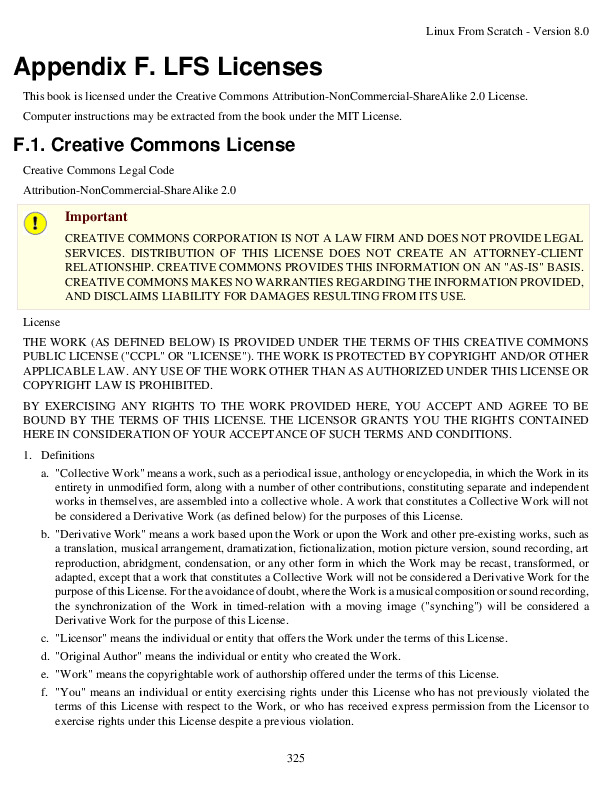 Linux From Scratch - Version 8.0
Appendix F. LFS Licenses
This book is licensed under the Creative Commons Attribution-NonCommercial-ShareAlike 2.0 License.
Computer instructions may be extracted from the book under the MIT License.
F.1. Creative Commons License
Creative Commons Legal Code
Attribution-NonCommercial-ShareAlike 2.0
Important
CREATIVE COMMONS CORPORATION IS NOT A LAW FIRM AND DOES NOT PROVIDE LEGAL
SERVICES. DISTRIBUTION OF THIS LICENSE DOES NOT CREATE AN ATTORNEY-CLIENT
RELATIONSHIP. CREATIVE COMMONS PROVIDES THIS INFORMATION ON AN "AS-IS" BASIS.
CREATIVE COMMONS MAKES NO WARRANTIES REGARDING THE INFORMATION PROVIDED,
AND DISCLAIMS LIABILITY FOR DAMAGES RESULTING FROM ITS USE.
License
THE WORK (AS DEFINED BELOW) IS PROVIDED UNDER THE TERMS OF THIS CREATIVE COMMONS
PUBLIC LICENSE ("CCPL" OR "LICENSE"). THE WORK IS PROTECTED BY COPYRIGHT AND/OR OTHER
APPLICABLE LAW. ANY USE OF THE WORK OTHER THAN AS AUTHORIZED UNDER THIS LICENSE OR
COPYRIGHT LAW IS PROHIBITED.
BY EXERCISING ANY RIGHTS TO THE WORK PROVIDED HERE, YOU ACCEPT AND AGREE TO BE
BOUND BY THE TERMS OF THIS LICENSE. THE LICENSOR GRANTS YOU THE RIGHTS CONTAINED
HERE IN CONSIDERATION OF YOUR ACCEPTANCE OF SUCH TERMS AND CONDITIONS.
1. Definitions
a. "Collective Work" means a work, such as a periodical issue, anthology or encyclopedia, in which the Work in its
entirety in unmodified form, along with a number of other contributions, constituting separate and independent
works in themselves, are assembled into a collective whole. A work that constitutes a Collective Work will not
be considered a Derivative Work (as defined below) for the purposes of this License.
b. "Derivative Work" means a work based upon the Work or upon the Work and other pre-existing works, such as
a translation, musical arrangement, dramatization, fictionalization, motion picture version, sound recording, art
reproduction, abridgment, condensation, or any other form in which the Work may be recast, transformed, or
adapted, except that a work that constitutes a Collective Work will not be considered a Derivative Work for the
purpose of this License. For the avoidance of doubt, where the Work is a musical composition or sound recording,
the synchronization of the Work in timed-relation with a moving image ("synching") will be considered a
Derivative Work for the purpose of this License.
c. "Licensor" means the individual or entity that offers the Work under the terms of this License.
d. "Original Author" means the individual or entity who created the Work.
e. "Work" means the copyrightable work of authorship offered under the terms of this License.
f. "You" means an individual or entity exercising rights under this License who has not previously violated the
terms of this License with respect to the Work, or who has received express permission from the Licensor to
exercise rights under this License despite a previous violation.
325